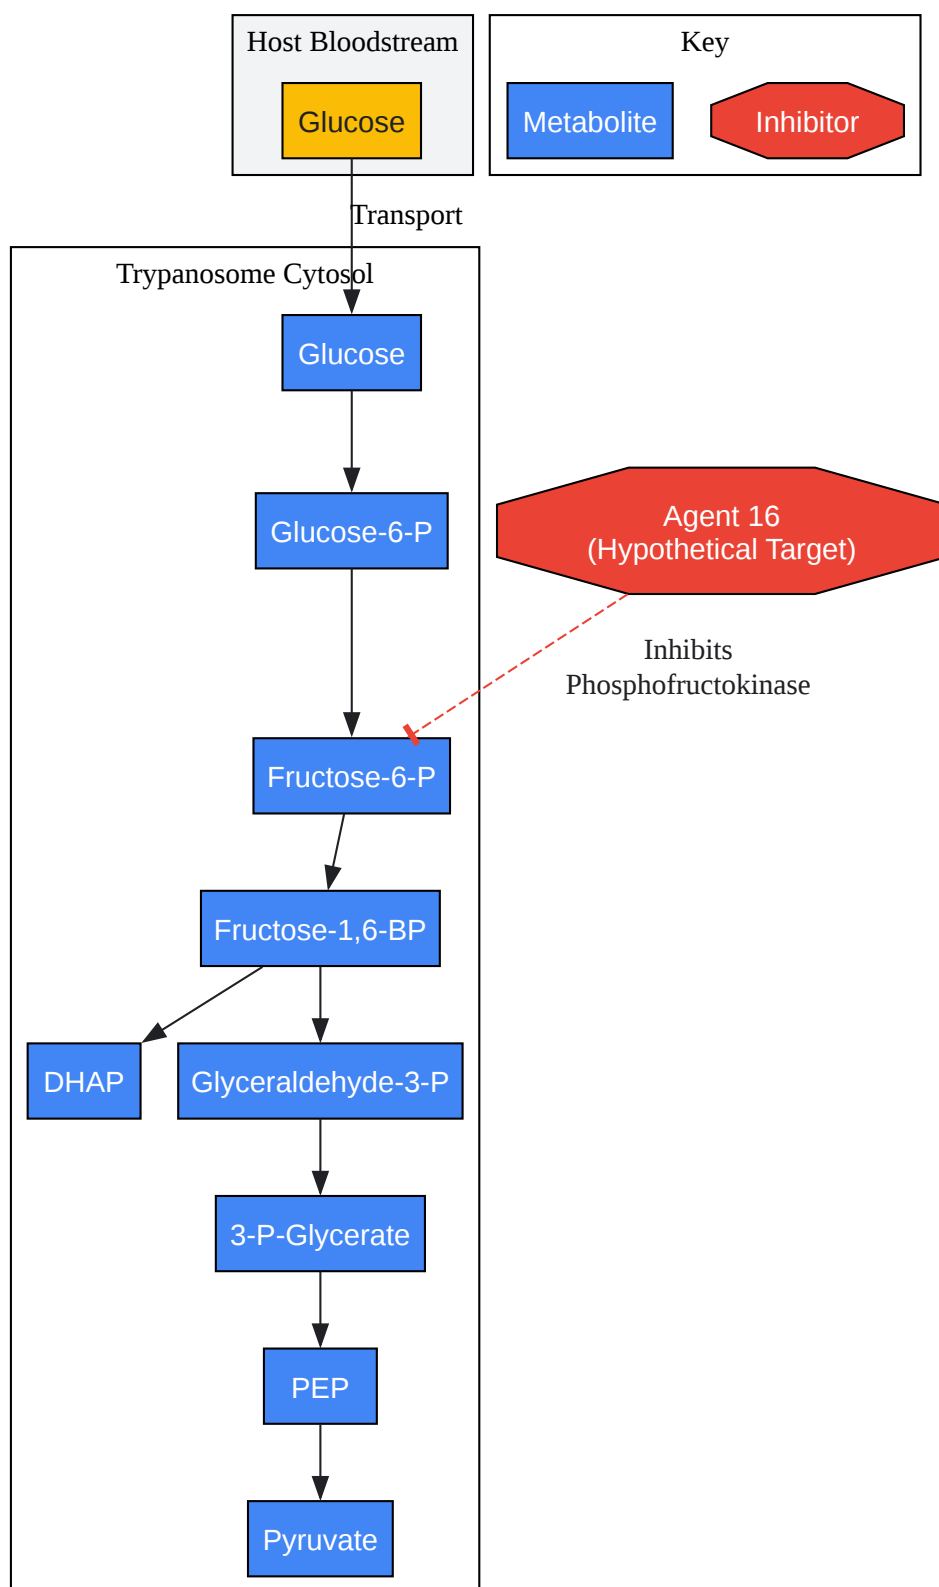 Host Bloodstream
Glucose
Key
Metabolite
Inhibitor
Transport
Trypanosome Cytosol
Glucose
Glucose-6-P
Agent 16
(Hypothetical Target)
Inhibits
Phosphofructokinase
Fructose-6-P
Fructose-1,6-BP
DHAP
Glyceraldehyde-3-P
3-P-Glycerate
PEP
Pyruvate